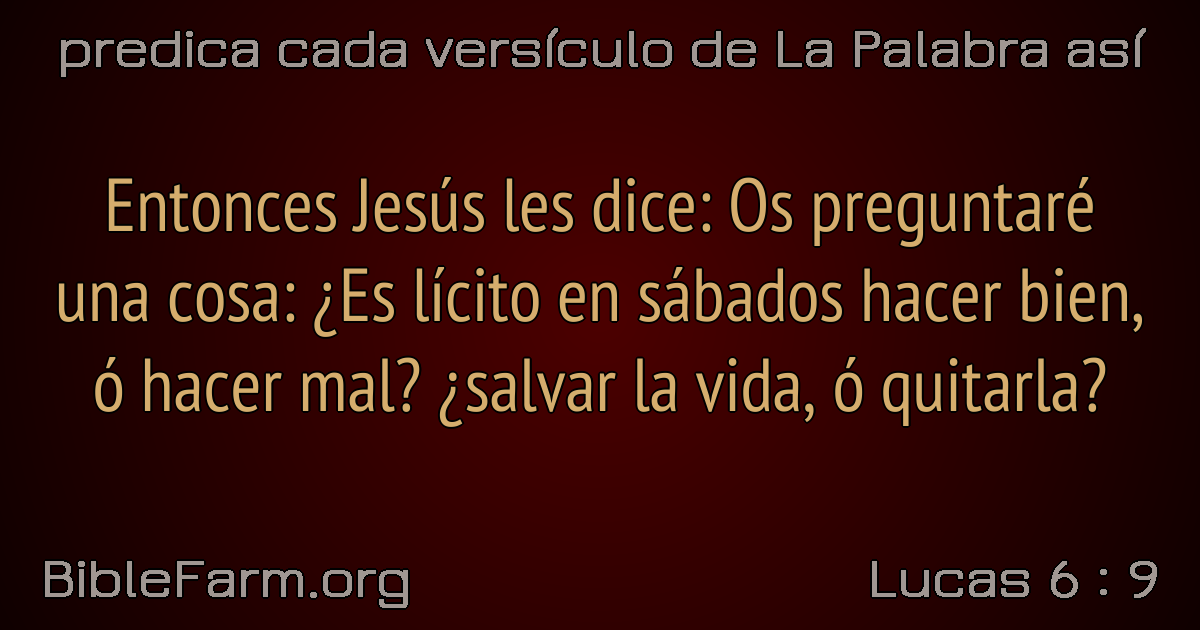 predica cada versículo de La Palabra así
Entonces Jesús les dice: Os preguntaré
una cosa: ¿Es lícito en sábados hacer bien,
ó hacer mal? ¿salvar la vida, ó quitarla?
BibleFarm.org
Lucas 6 : 9